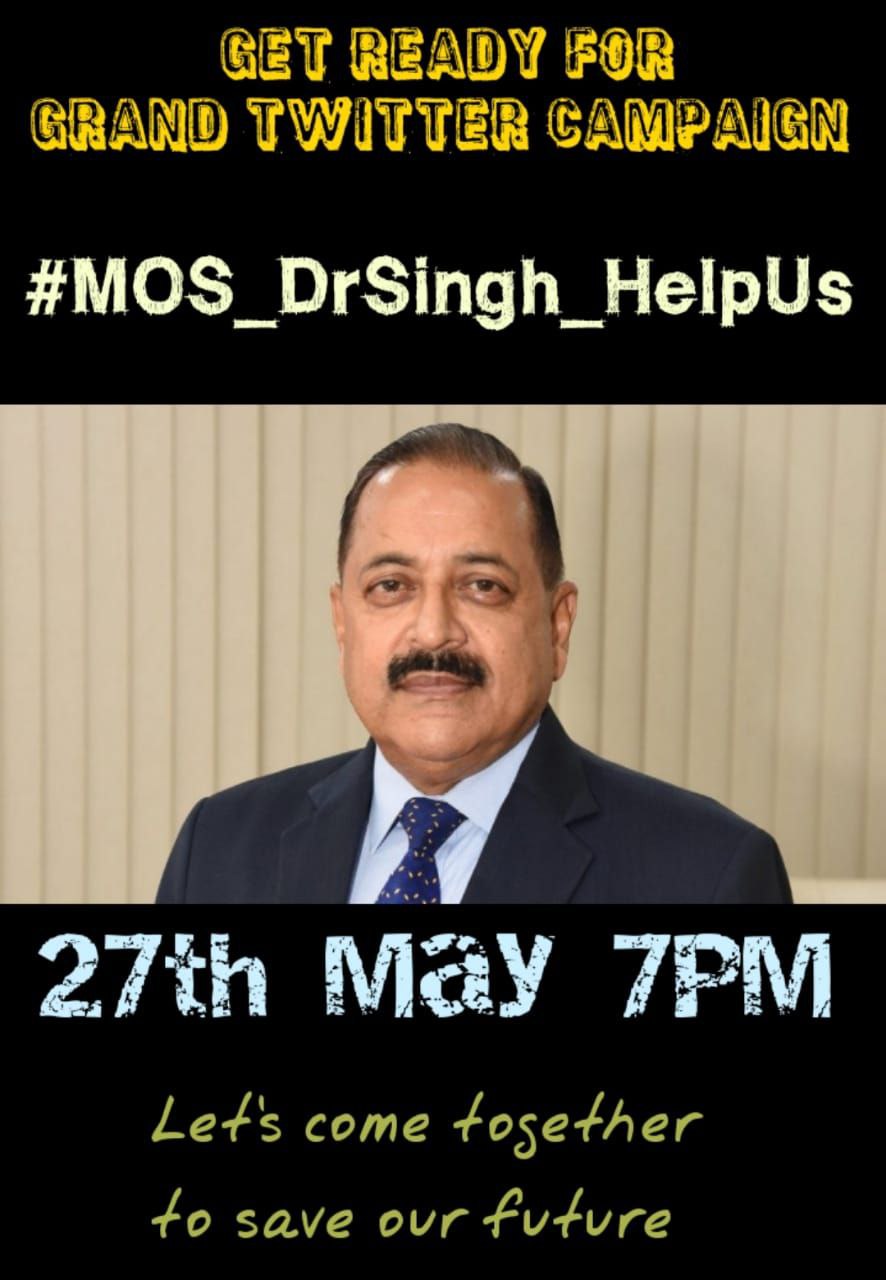 GET READY FOR
GRAND TWITTER CAMPAIGN
#MOS_DrSingh_HelpUs
27th May 7PM
Let's come together
to save our future